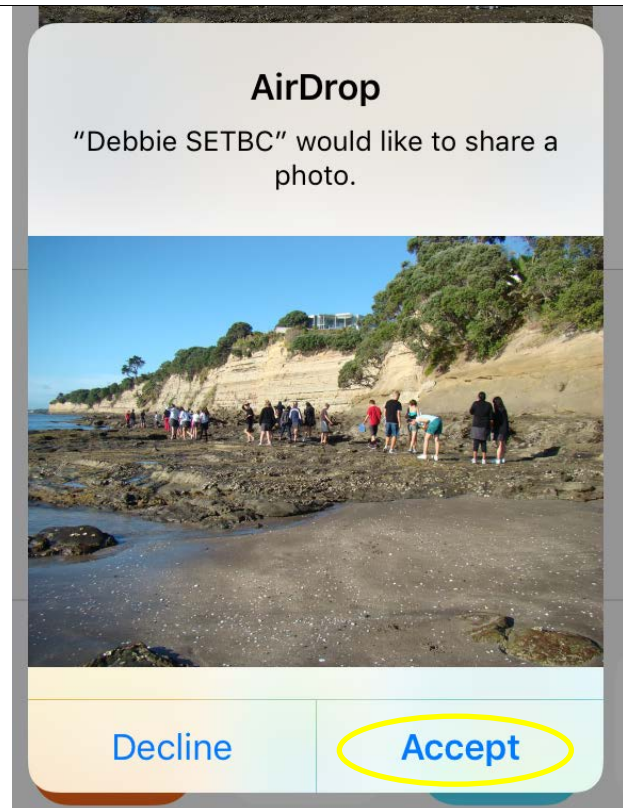 AirDrop
“Debbie SETBC” would like to share a
photo.
Decline
Accept